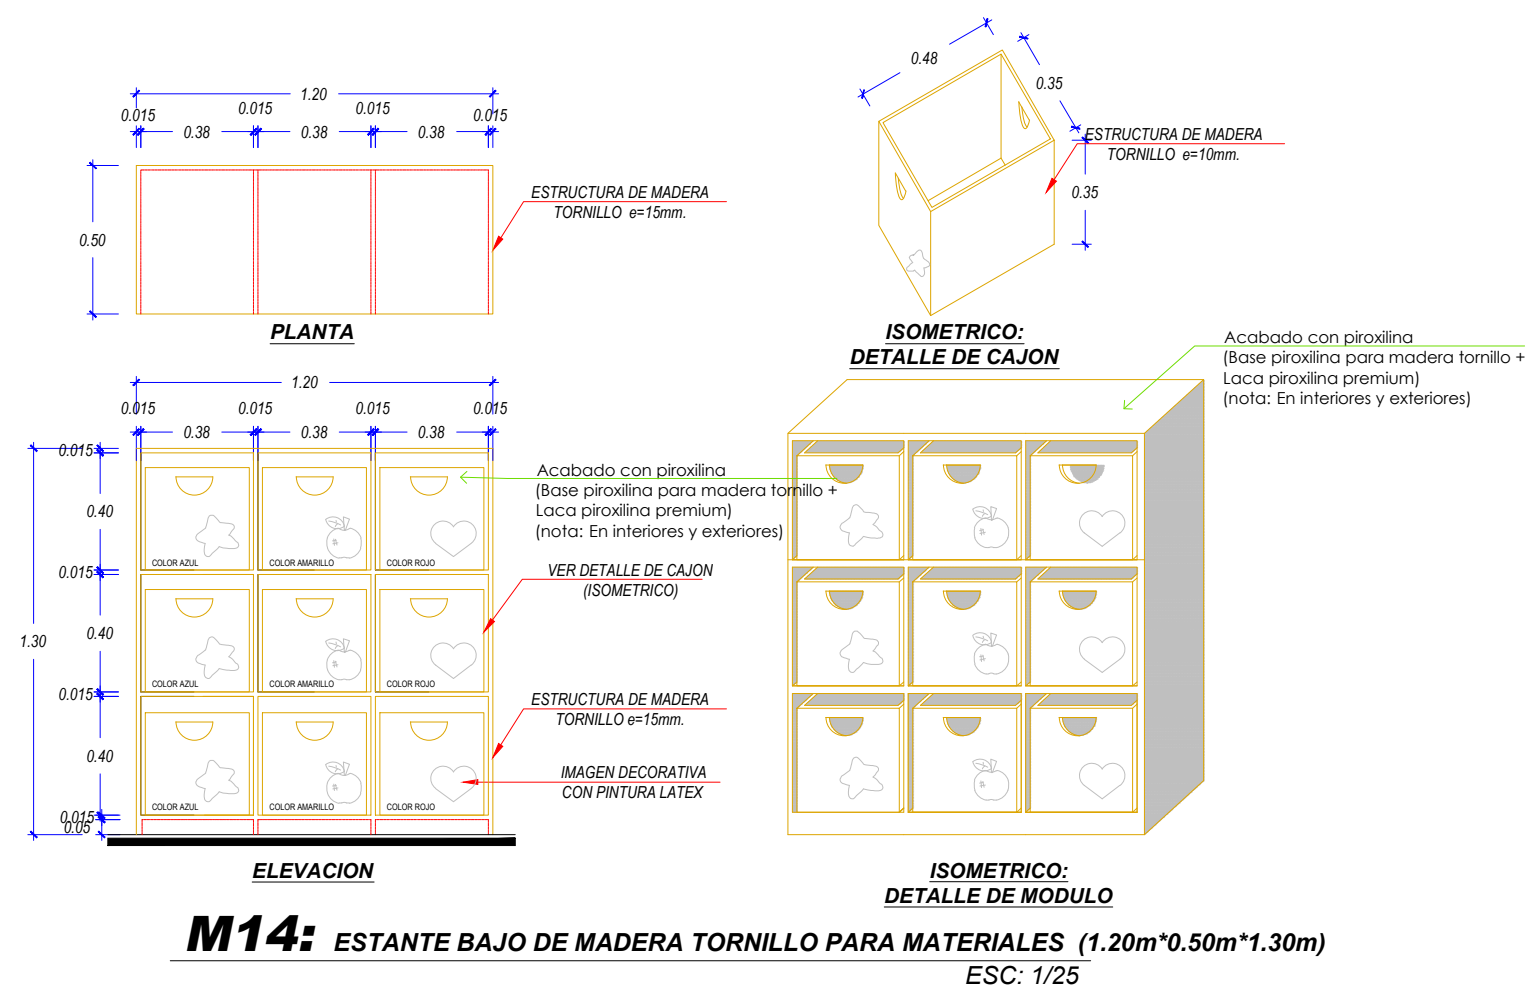 1.20
0.015
0.015
0.015
0.015
0.38
0.38
0.38
0.50
ESTRUCTURA DE MADERA
TORNILLO e=15mm.
PLANTA
0.48
0.35
ESTRUCTURA DE MADERA
TORNILLO e=10mm.
0.35
ISOMETRICO:
DETALLE DE CAJON
Acabado con piroxilina
(Base piroxilina para madera tornillo +
Laca piroxilina premium)
(nota: En interiores y exteriores)
1.20
0.015
0.015
0.015
0.015
0.38
0.38
0.38
0.015
0.40
0.015
0.40
0.015
0.40
0.015
0.05
1.30
COLOR AZUL
COLOR AMARILLO
COLOR ROJO
COLOR AZUL
COLOR AMARILLO
COLOR ROJO
COLOR AZUL
COLOR AMARILLO
COLOR ROJO
Acabado con piroxilina
(Base piroxilina para madera tornillo +
Laca piroxilina premium)
(nota: En interiores y exteriores)
VER DETALLE DE CAJON
(ISOMETRICO)
ESTRUCTURA DE MADERA
TORNILLO e=15mm.
IMAGEN DECORATIVA
CON PINTURA LATEX
ELEVACION
ISOMETRICO:
DETALLE DE MODULO
M14: ESTANTE BAJO DE MADERA TORNILLO PARA MATERIALES (1.20m*0.50m*1.30m)
ESC: 1/25